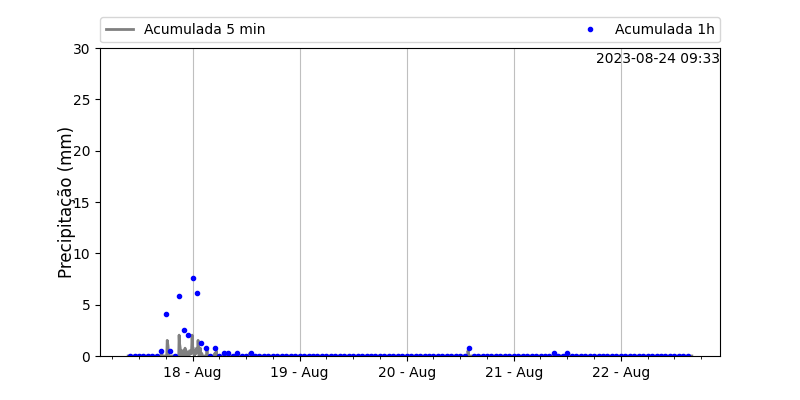 Acumulada 5 min
Acumulada 1h
2023-08-24 09:33
Precipitação (mm)
30
25
20
15
10
5
0
18 - Aug
19 - Aug
20 - Aug
21 - Aug
22 - Aug